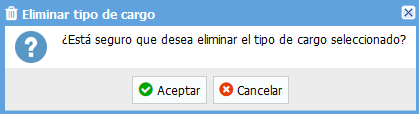 Eliminar tipo de cargo
¿Está seguro que desea eliminar el tipo de cargo seleccionado?
Aceptar
Cancelar